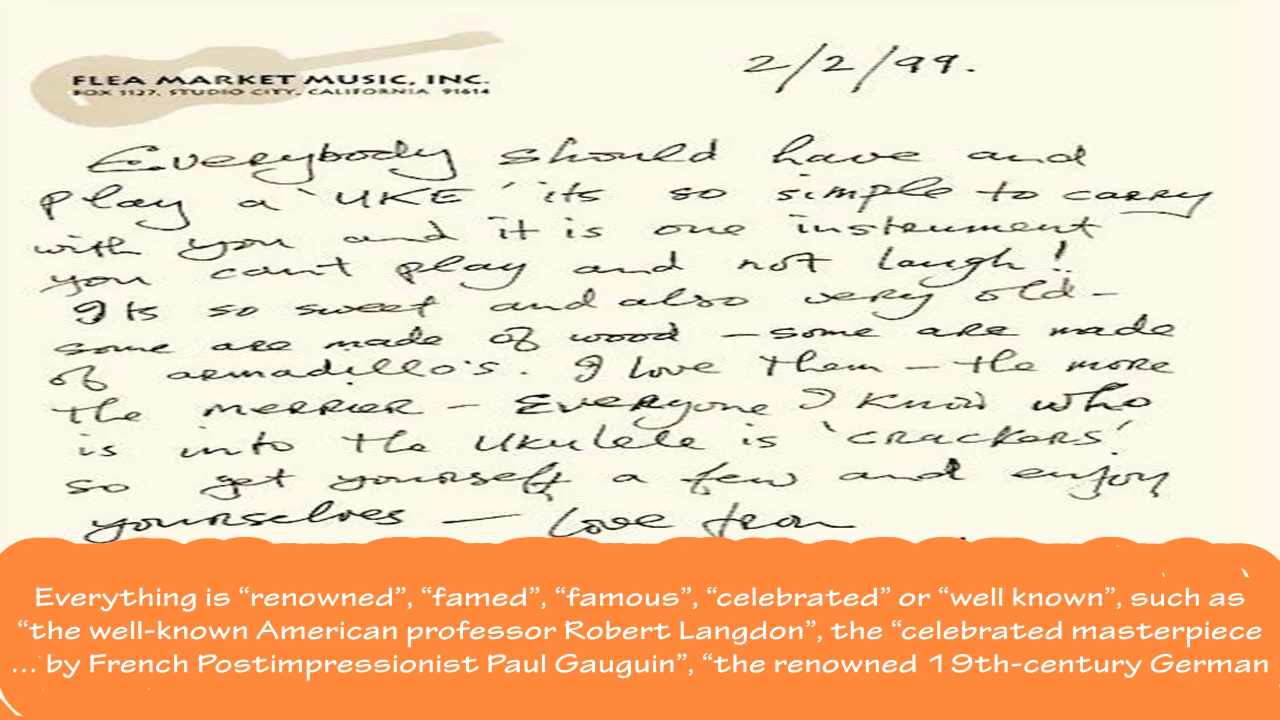 FLEA MARKET MUSIC, INC.
BOX 1127, STUDIO CITY, CALIFORNIA 91614
2/2/99.
Everybody should have and
play a 'UKE' its so simple to carry
with you and it is one instrument
you cant play and not laugh!
Its so sweet and also very old-
some are made of wood - some are made
of armadillo's. I love them - the more
the MERRIER - Everyone I know who
is into the Ukulele is 'CRACKERS'
so get yourself a few and enjoy
yourselves - Love from
Everything is “renowned”, “famed”, “famous”, “celebrated” or “well known”, such as
“the well-known American professor Robert Langdon”, the “celebrated masterpiece
… by French Postimpressionist Paul Gauguin”, “the renowned 19th-century German